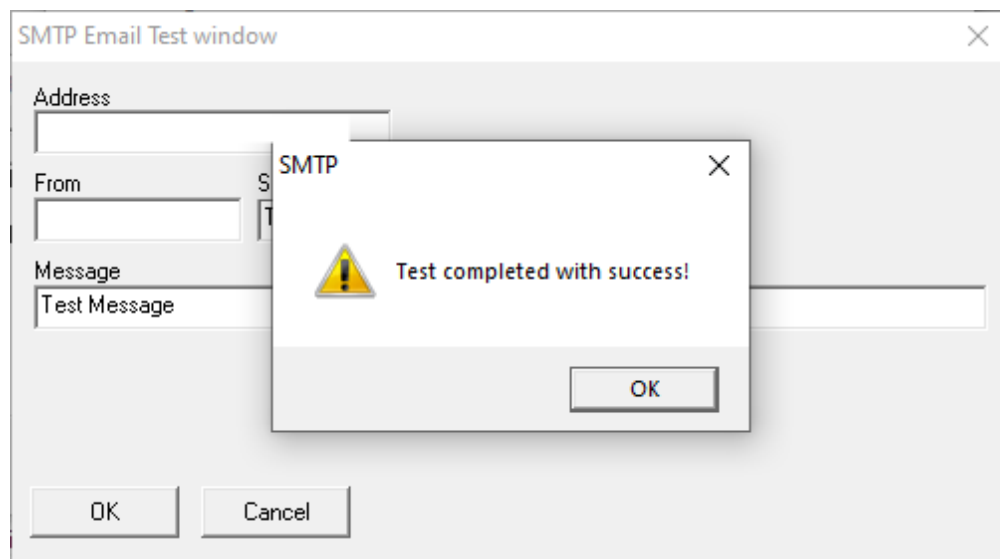 SMTP Email Test window
Address
From
Message
Test Message
SMTP
Test completed with success!
OK
OK
Cancel